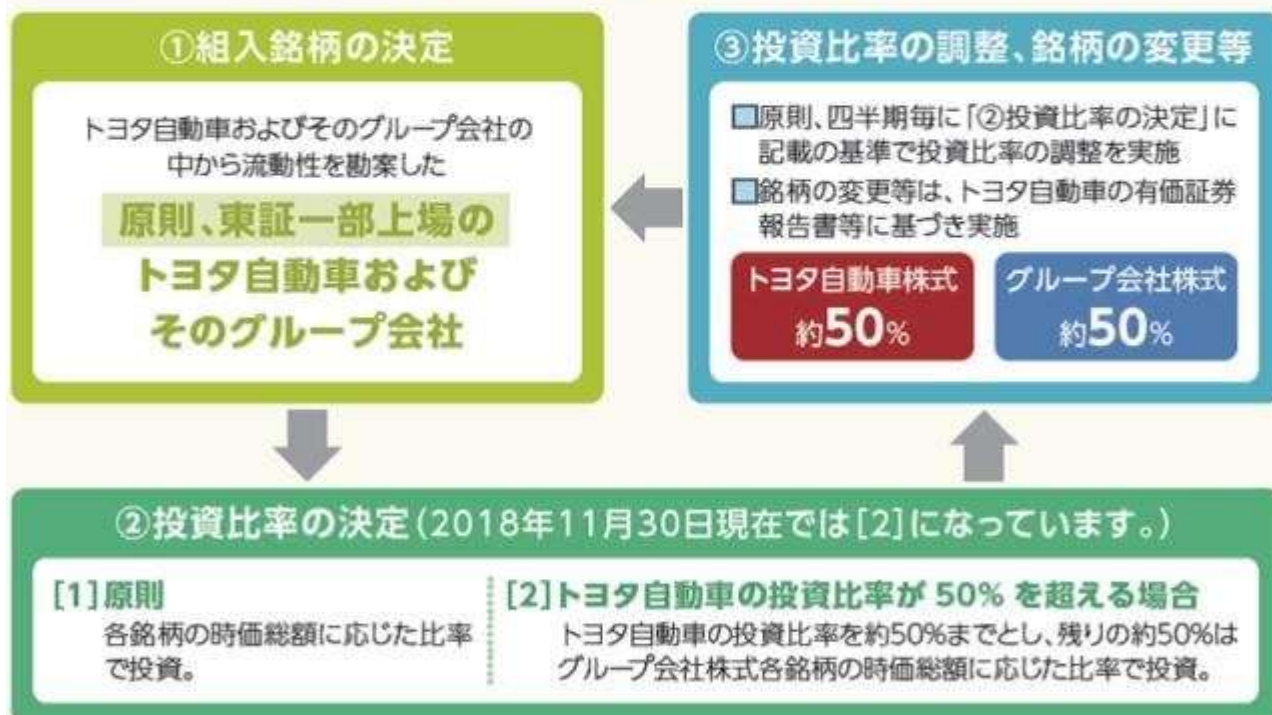 ①組入銘柄の決定
トヨタ自動車およびそのグループ会社の
中から流動性を勘案した
原則、東証一部上場の
トヨタ自動車および
そのグループ会社
②投資比率の決定(2018年11月30日現在では[2]になっています。)
[1]原則
各銘柄の時価総額に応じた比率
で投資。
[2]トヨタ自動車の投資比率が 50% を超える場合
トヨタ自動車の投資比率を約50%までとし、残りの約50%は
グループ会社株式各銘柄の時価総額に応じた比率で投資。
③投資比率の調整、銘柄の変更等
□原則、四半期毎に「②投資比率の決定」に
記載の基準で投資比率の調整を実施
□銘柄の変更等は、トヨタ自動車の有価証券
報告書等に基づき実施
トヨタ自動車株式
約50%
グループ会社株式
約50%